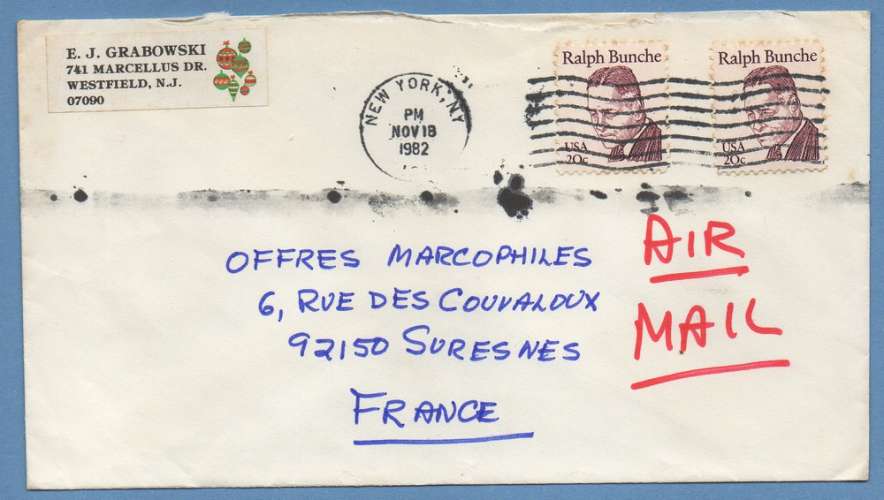 E. J. GRABOWSKI
741 MARCELLUS DR.
WESTFIELD, N.J.
07090
NEW YORK, NY
PM
NOV 18
1982
Ralph Bunche
USA
20c
Ralph Bunche
USA
20c
AIR
MAIL
OFFRES MARCOPHILES
6, RUE DES COUVALOUX
92150 SURESNES
FRANCE